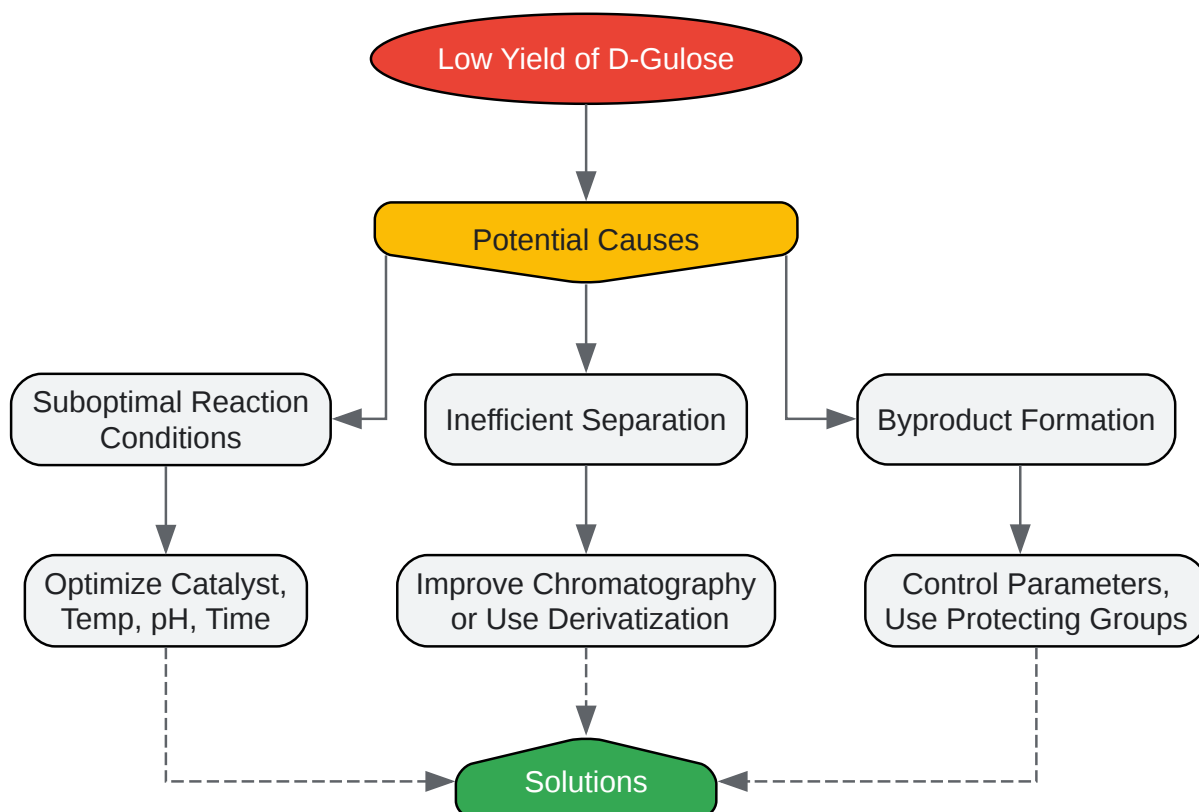 Low Yield of D-Gulose
Potential Causes
Suboptimal Reaction
Conditions
Inefficient Separation
Byproduct Formation
Optimize Catalyst,
Temp, pH, Time
Improve Chromatography
or Use Derivatization
Control Parameters,
Use Protecting Groups
Solutions